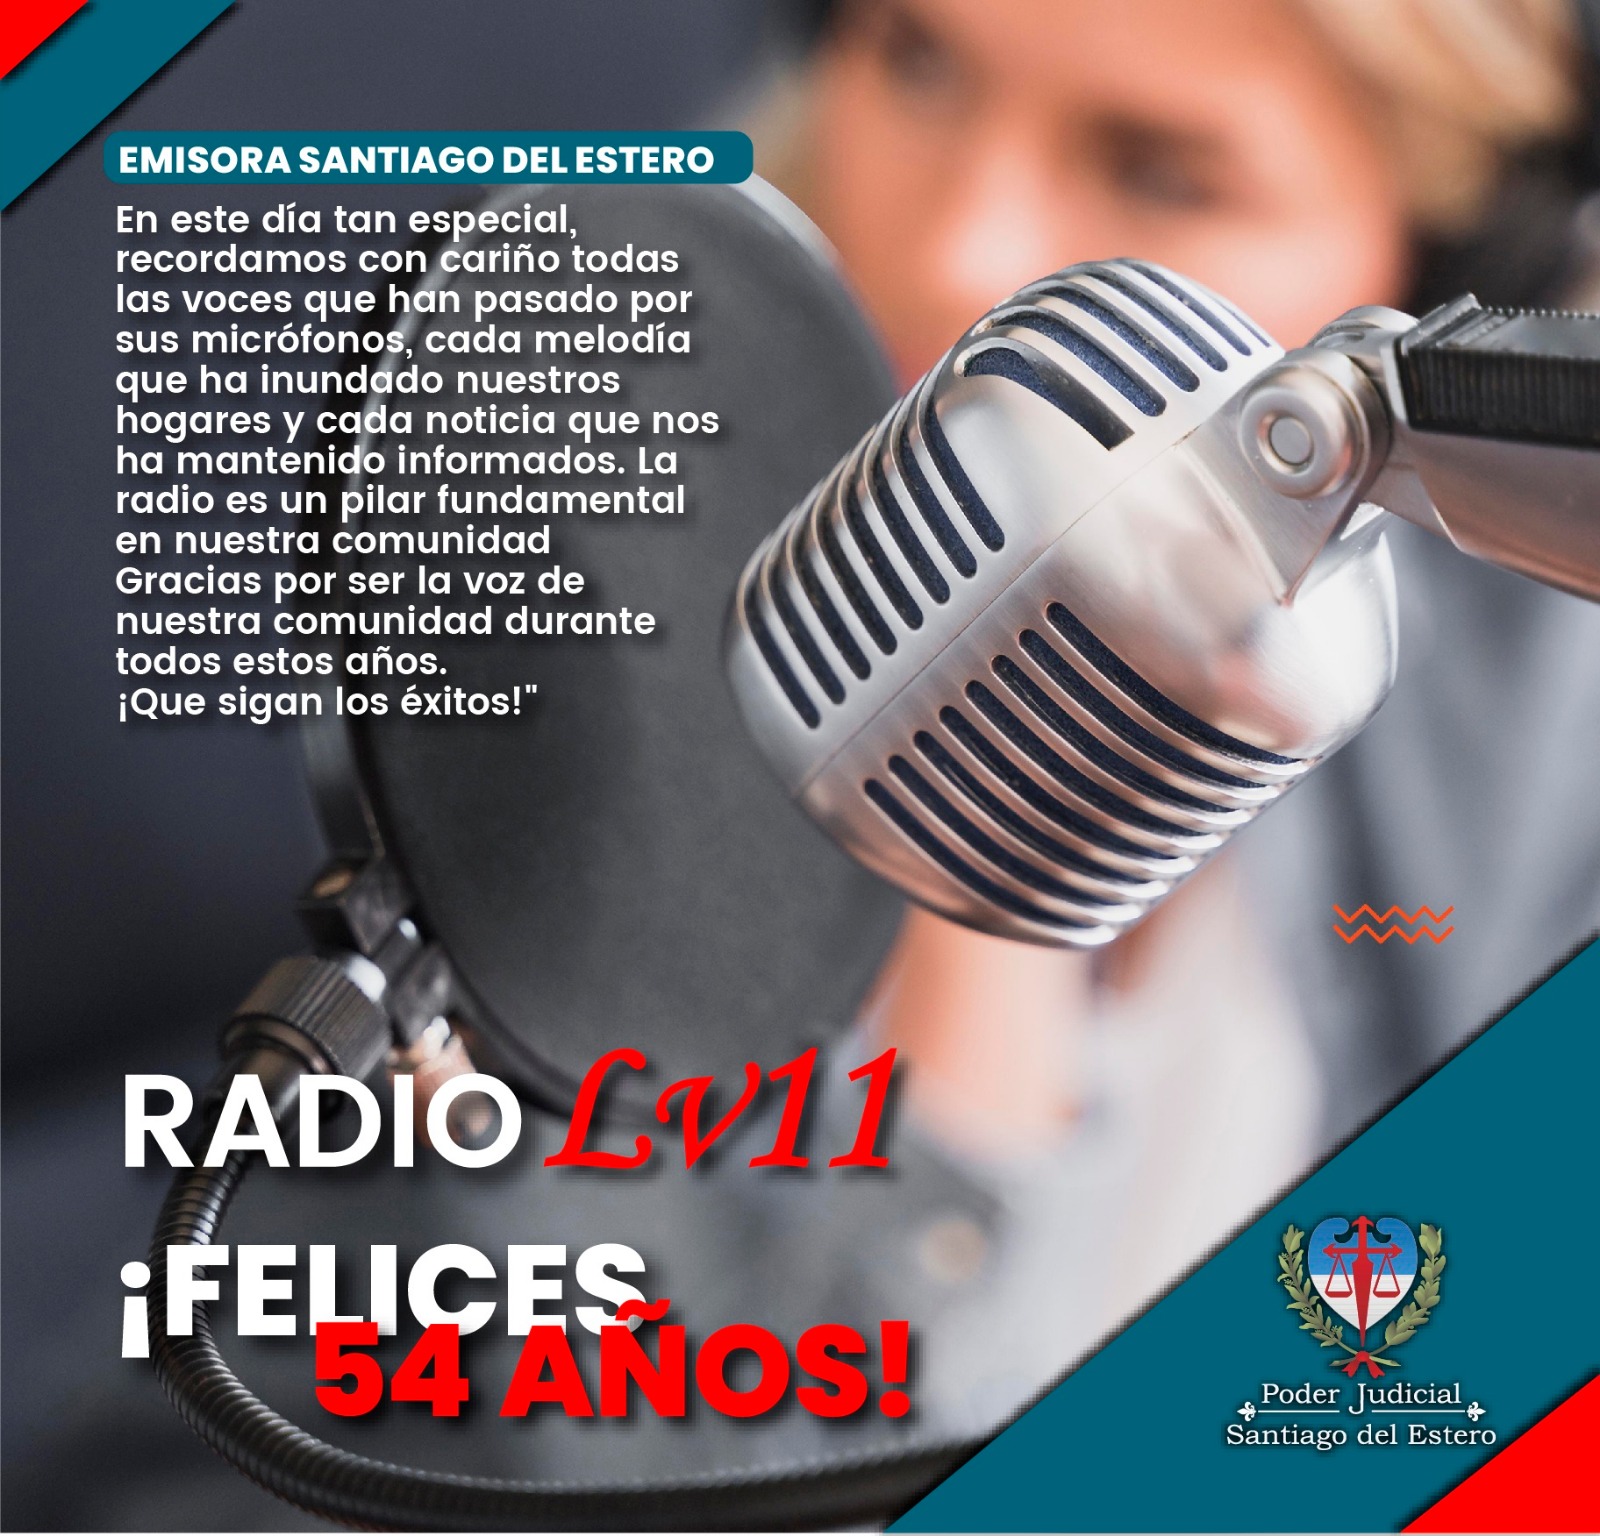 EMISORA SANTIAGO DEL ESTERO
En este día tan especial,
recordamos con cariño todas
las voces que han pasado por
sus micrófonos, cada melodía
que ha inundado nuestros
hogares y cada noticia que nos
ha mantenido informados. La
radio es un pilar fundamental
en nuestra comunidad
Gracias por ser la voz de
nuestra comunidad durante
todos estos años.
¡Que sigan los éxitos!"
RADIO Lv11
¡FELICES
54 AÑOS!
Poder Judicial
Santiago del Estero